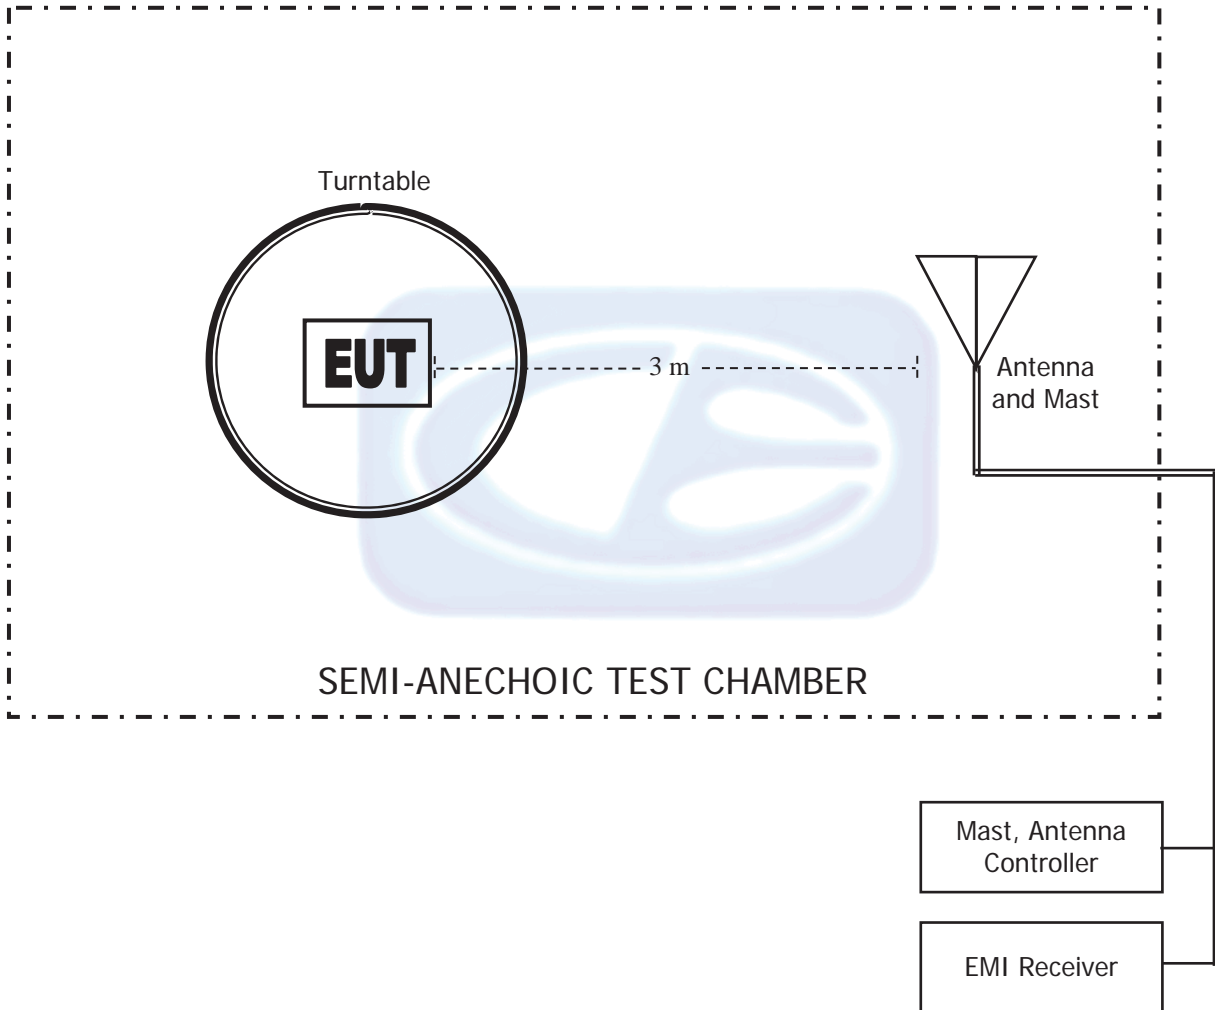 Turntable
EUT
3 m
Antenna
and Mast
SEMI-ANECHOIC TEST CHAMBER
Mast, Antenna
Controller
EMI Receiver